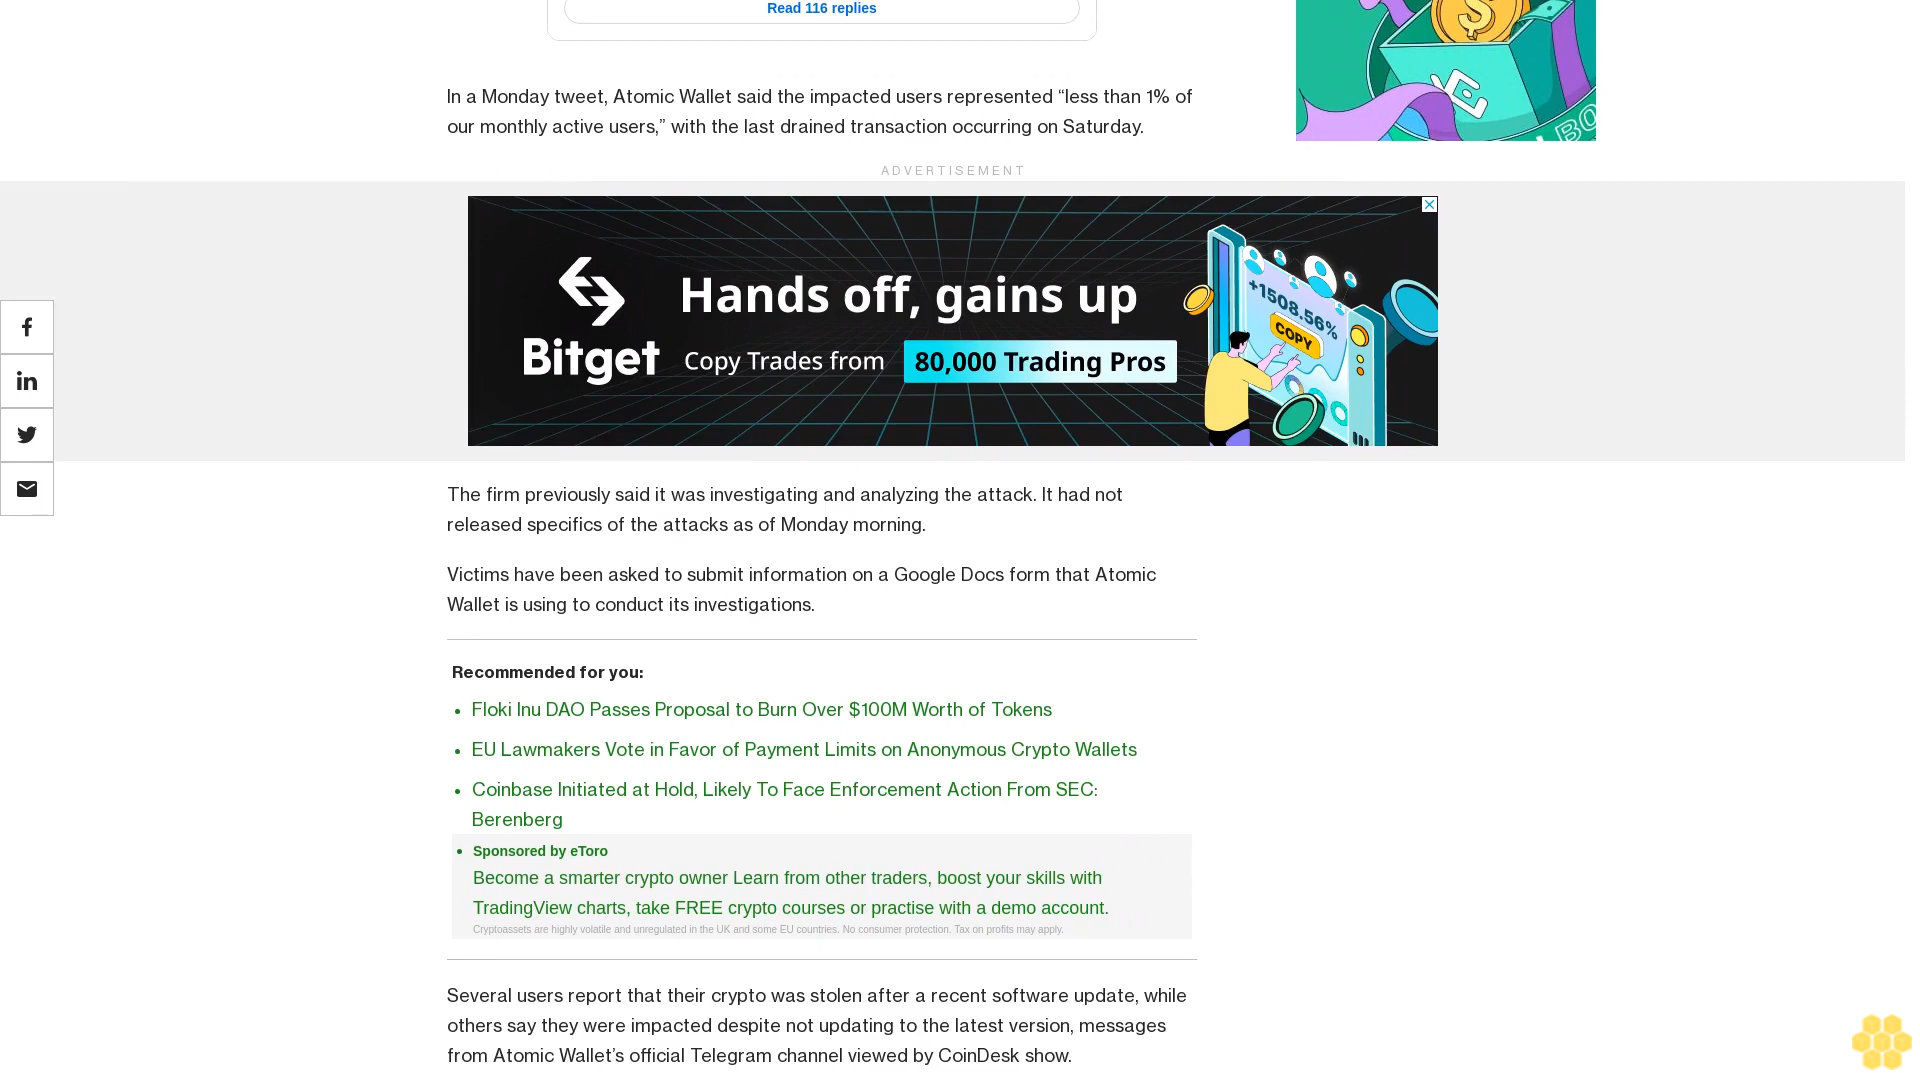 Read 116 replies
In a Monday tweet, Atomic Wallet said the impacted users represented “less than 1% of
our monthly active users,” with the last drained transaction occurring on Saturday.
ADVERTISEMENT
Hands off, gains up
Bitget
Copy Trades from 80,000 Trading Pros
+1508.56%
COPY
The firm previously said it was investigating and analyzing the attack. It had not
released specifics of the attacks as of Monday morning.
Victims have been asked to submit information on a Google Docs form that Atomic
Wallet is using to conduct its investigations.
Recommended for you:
• Floki Inu DAO Passes Proposal to Burn Over $100M Worth of Tokens
• EU Lawmakers Vote in Favor of Payment Limits on Anonymous Crypto Wallets
• Coinbase Initiated at Hold, Likely To Face Enforcement Action From SEC:
Berenberg
• Sponsored by eToro
Become a smarter crypto owner Learn from other traders, boost your skills with
TradingView charts, take FREE crypto courses or practise with a demo account.
Cryptoassets are highly volatile and unregulated in the UK and some EU countries. No consumer protection. Tax on profits may apply.
Several users report that their crypto was stolen after a recent software update, while
others say they were impacted despite not updating to the latest version, messages
from Atomic Wallet’s official Telegram channel viewed by CoinDesk show.